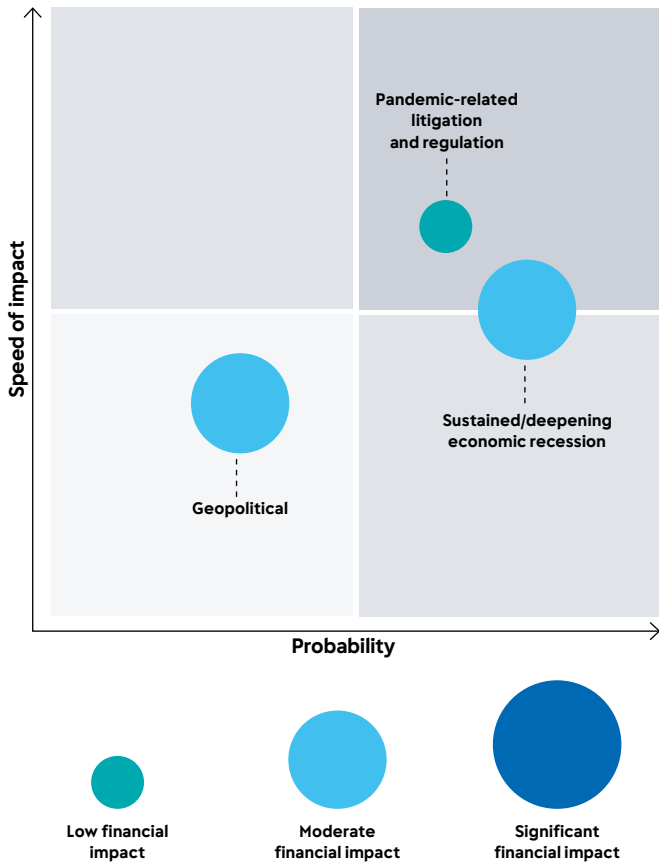 Pandemic-related
litigation
and regulation
Speed of impact
Sustained/deepening
economic recession
Geopolitical
Probability
Low financial
impact
Moderate
financial impact
Significant
financial impact